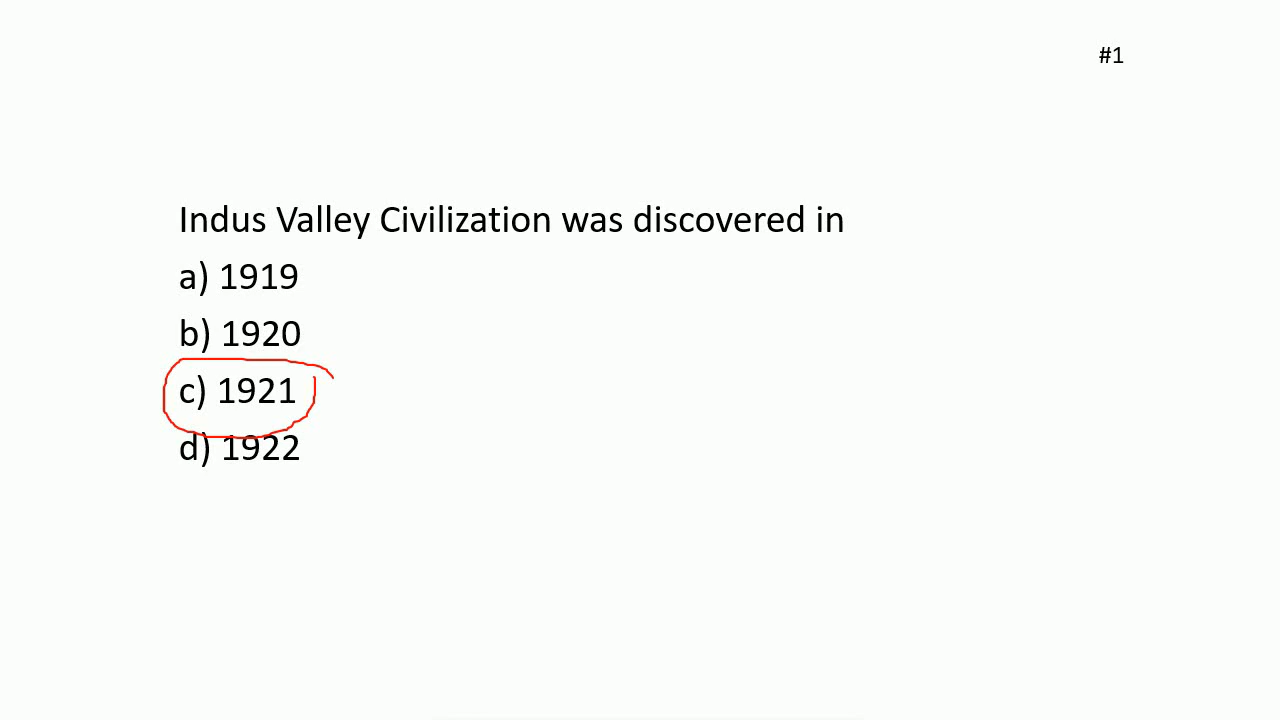 #1
Indus Valley Civilization was discovered in
a) 1919
b) 1920
c) 1921
d) 1922